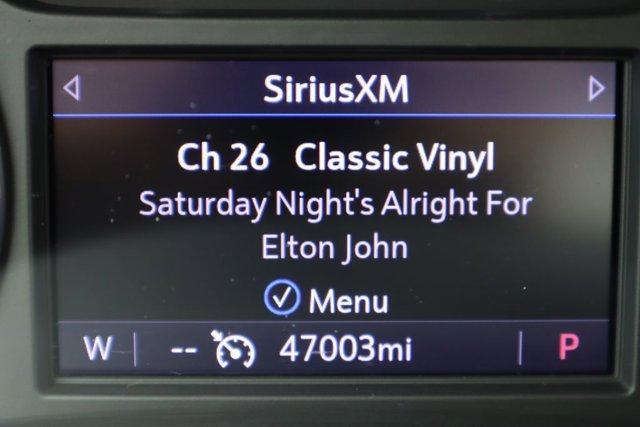 SiriusXM
Ch 26 Classic Vinyl
Saturday Night's Alright For
Elton John
Menu
W -- 47003mi P